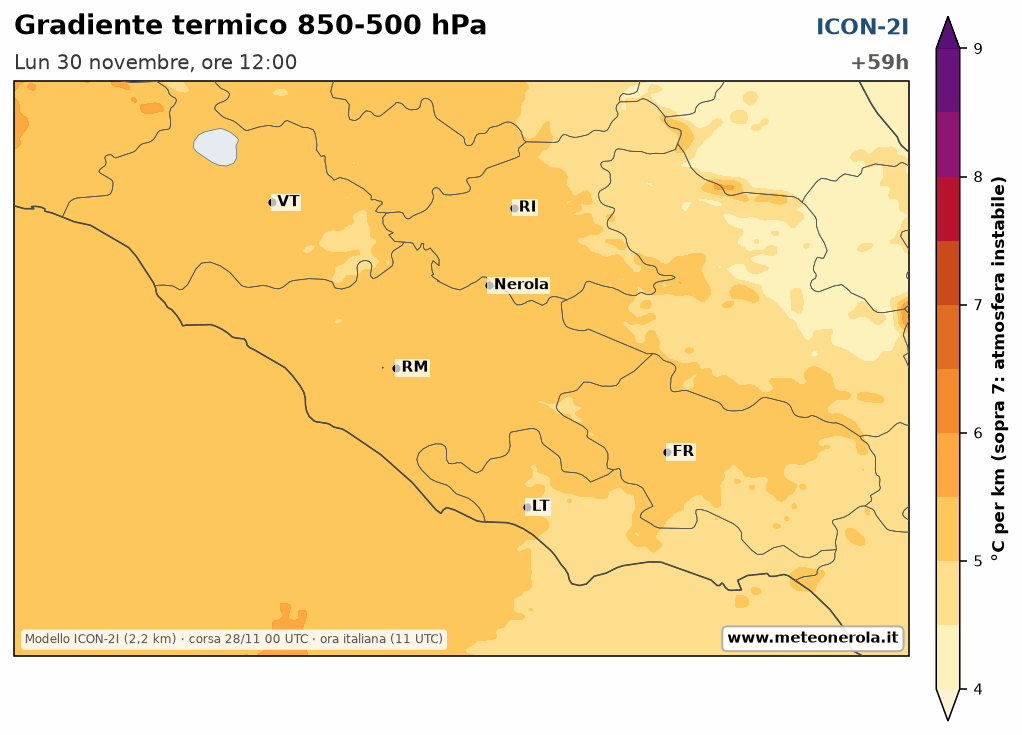 Gradiente termico 850-500 hPa
ICON-2I
Lun 30 novembre, ore 12:00
+59h
VT
RI
Nerola
RM
FR
LT
Modello ICON-2I (2,2 km) · corsa 28/11 00 UTC · ora italiana (11 UTC)
www.meteonerola.it
9
8
7
6
5
4
°C per km (sopra 7: atmosfera instabile)